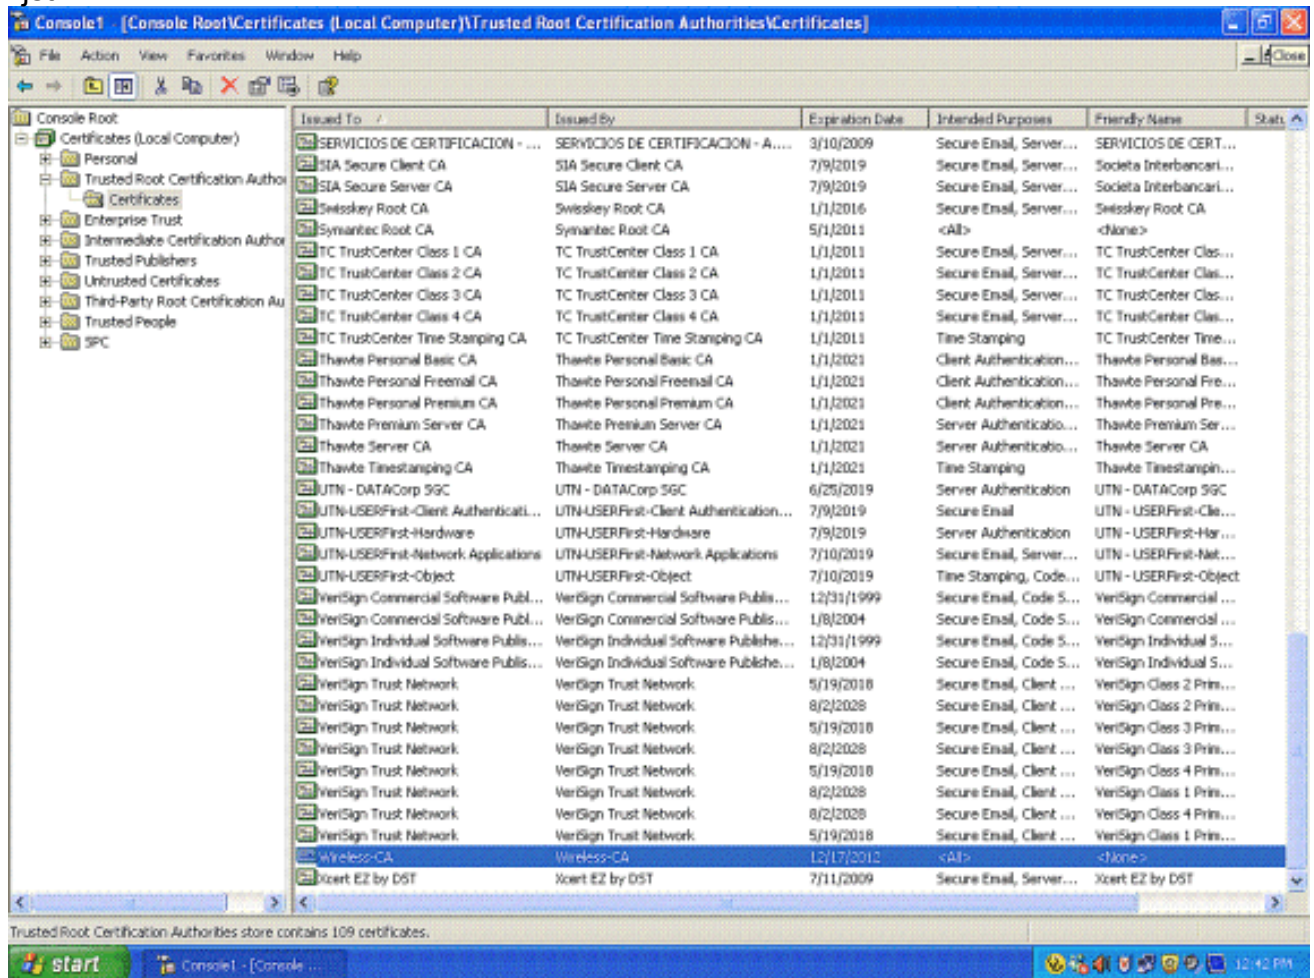 Console1 - [Console Root\Certificates (Local Computer)\Trusted Root Certification Authorities\Certificates]
File Action View Favorites Window Help
Close
Console Root
Certificates (Local Computer)
Personal
Trusted Root Certification Author
Certificates
Enterprise Trust
Intermediate Certification Author
Trusted Publishers
Untrusted Certificates
Third-Party Root Certification Au
Trusted People
SPC
Issued To Issued By Expiration Date Intended Purposes Friendly Name Statu
SERVICIOS DE CERTIFICACION - ... SERVICIOS DE CERTIFICACION - A.... 3/10/2009 Secure Email, Server... SERVICIOS DE CERT...
SIA Secure Client CA SIA Secure Client CA 7/9/2019 Secure Email, Server... Societa Interbancari...
SIA Secure Server CA SIA Secure Server CA 7/9/2019 Secure Email, Server... Societa Interbancari...
Swisskey Root CA Swisskey Root CA 1/1/2016 Secure Email, Server... Swisskey Root CA
Symantec Root CA Symantec Root CA 5/1/2011 <All> <None>
TC TrustCenter Class 1 CA TC TrustCenter Class 1 CA 1/1/2011 Secure Email, Server... TC TrustCenter Clas...
TC TrustCenter Class 2 CA TC TrustCenter Class 2 CA 1/1/2011 Secure Email, Server... TC TrustCenter Clas...
TC TrustCenter Class 3 CA TC TrustCenter Class 3 CA 1/1/2011 Secure Email, Server... TC TrustCenter Clas...
TC TrustCenter Class 4 CA TC TrustCenter Class 4 CA 1/1/2011 Secure Email, Server... TC TrustCenter Clas...
TC TrustCenter Time Stamping CA TC TrustCenter Time Stamping CA 1/1/2011 Time Stamping TC TrustCenter Time...
Thawte Personal Basic CA Thawte Personal Basic CA 1/1/2021 Client Authentication... Thawte Personal Bas...
Thawte Personal Freemail CA Thawte Personal Freemail CA 1/1/2021 Client Authentication... Thawte Personal Fre...
Thawte Personal Premium CA Thawte Personal Premium CA 1/1/2021 Client Authentication... Thawte Personal Pre...
Thawte Premium Server CA Thawte Premium Server CA 1/1/2021 Server Authenticatio... Thawte Premium Ser...
Thawte Server CA Thawte Server CA 1/1/2021 Server Authenticatio... Thawte Server CA
Thawte Timestamping CA Thawte Timestamping CA 1/1/2021 Time Stamping Thawte Timestampin...
UTN - DATACorp SGC UTN - DATACorp SGC 6/25/2019 Server Authentication UTN - DATACorp SGC
UTN-USERFirst-Client Authenticati... UTN-USERFirst-Client Authentication... 7/9/2019 Secure Email UTN - USERFirst-Clie...
UTN-USERFirst-Hardware UTN-USERFirst-Hardware 7/9/2019 Server Authentication UTN - USERFirst-Har...
UTN-USERFirst-Network Applications UTN-USERFirst-Network Applications 7/10/2019 Secure Email, Server... UTN - USERFirst-Net...
UTN-USERFirst-Object UTN-USERFirst-Object 7/10/2019 Time Stamping, Code... UTN - USERFirst-Object
VeriSign Commercial Software Publ... VeriSign Commercial Software Publis... 12/31/1999 Secure Email, Code S... VeriSign Commercial ...
VeriSign Commercial Software Publ... VeriSign Commercial Software Publis... 1/8/2004 Secure Email, Code S... VeriSign Commercial ...
VeriSign Individual Software Publis... VeriSign Individual Software Publishe... 12/31/1999 Secure Email, Code S... VeriSign Individual S...
VeriSign Individual Software Publis... VeriSign Individual Software Publishe... 1/8/2004 Secure Email, Code S... VeriSign Individual S...
VeriSign Trust Network VeriSign Trust Network 5/19/2018 Secure Email, Client ... VeriSign Class 2 Prim...
VeriSign Trust Network VeriSign Trust Network 8/2/2028 Secure Email, Client ... VeriSign Class 2 Prim...
VeriSign Trust Network VeriSign Trust Network 5/19/2018 Secure Email, Client ... VeriSign Class 3 Prim...
VeriSign Trust Network VeriSign Trust Network 8/2/2028 Secure Email, Client ... VeriSign Class 3 Prim...
VeriSign Trust Network VeriSign Trust Network 5/19/2018 Secure Email, Client ... VeriSign Class 4 Prim...
VeriSign Trust Network VeriSign Trust Network 8/2/2028 Secure Email, Client ... VeriSign Class 1 Prim...
VeriSign Trust Network VeriSign Trust Network 8/2/2028 Secure Email, Client ... VeriSign Class 4 Prim...
VeriSign Trust Network VeriSign Trust Network 5/19/2018 Secure Email, Client ... VeriSign Class 1 Prim...
Wireless-CA Wireless-CA 12/17/2012 <All> <None>
Xcert EZ by DST Xcert EZ by DST 7/11/2009 Secure Email, Server... Xcert EZ by DST
Trusted Root Certification Authorities store contains 109 certificates.
start Console1 - [Console ... 12:42 PM